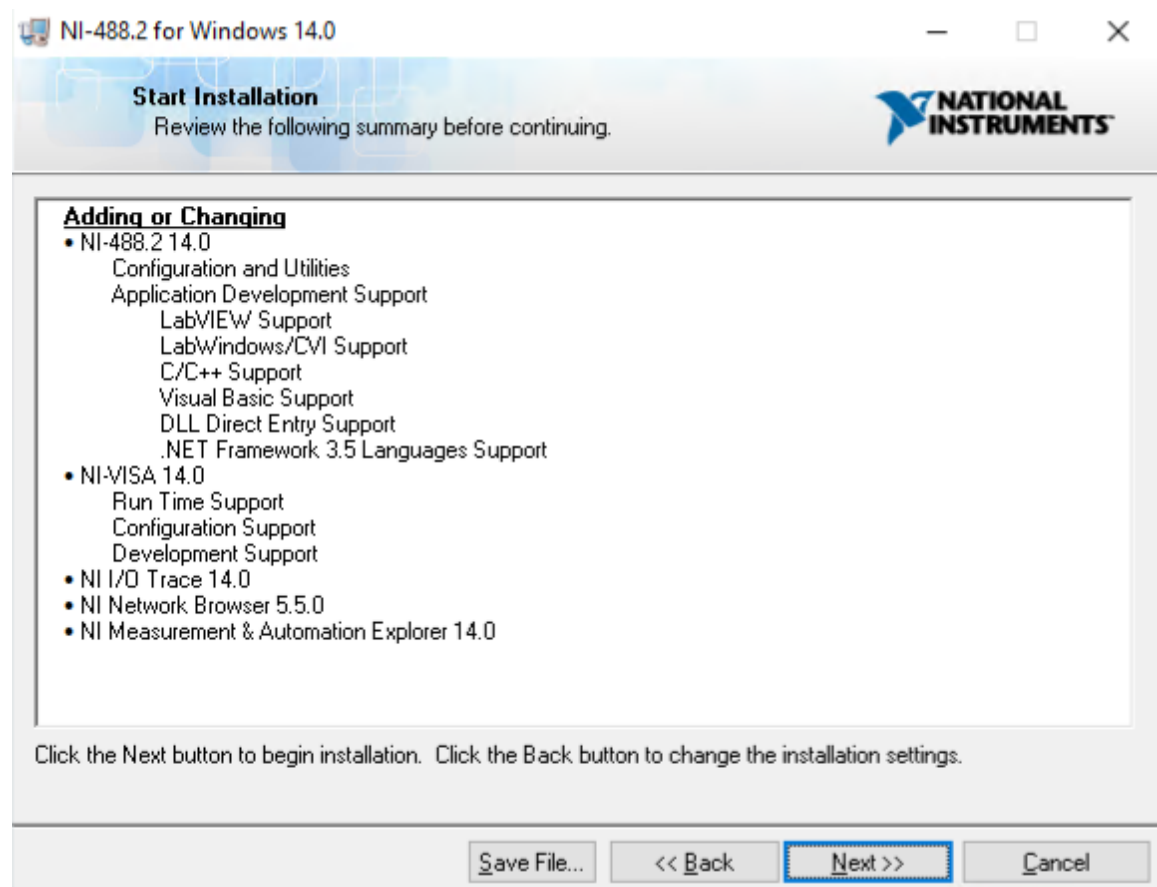 NI-488.2 for Windows 14.0
Start Installation
Review the following summary before continuing.
NATIONAL
INSTRUMENTS™
Adding or Changing
• NI-488.2 14.0
Configuration and Utilities
Application Development Support
LabVIEW Support
LabWindows/CVI Support
C/C++ Support
Visual Basic Support
DLL Direct Entry Support
.NET Framework 3.5 Languages Support
• NI-VISA 14.0
Run Time Support
Configuration Support
Development Support
• NI I/O Trace 14.0
• NI Network Browser 5.5.0
• NI Measurement & Automation Explorer 14.0
Click the Next button to begin installation.  Click the Back button to change the installation settings.
Save File... << Back Next >> Cancel